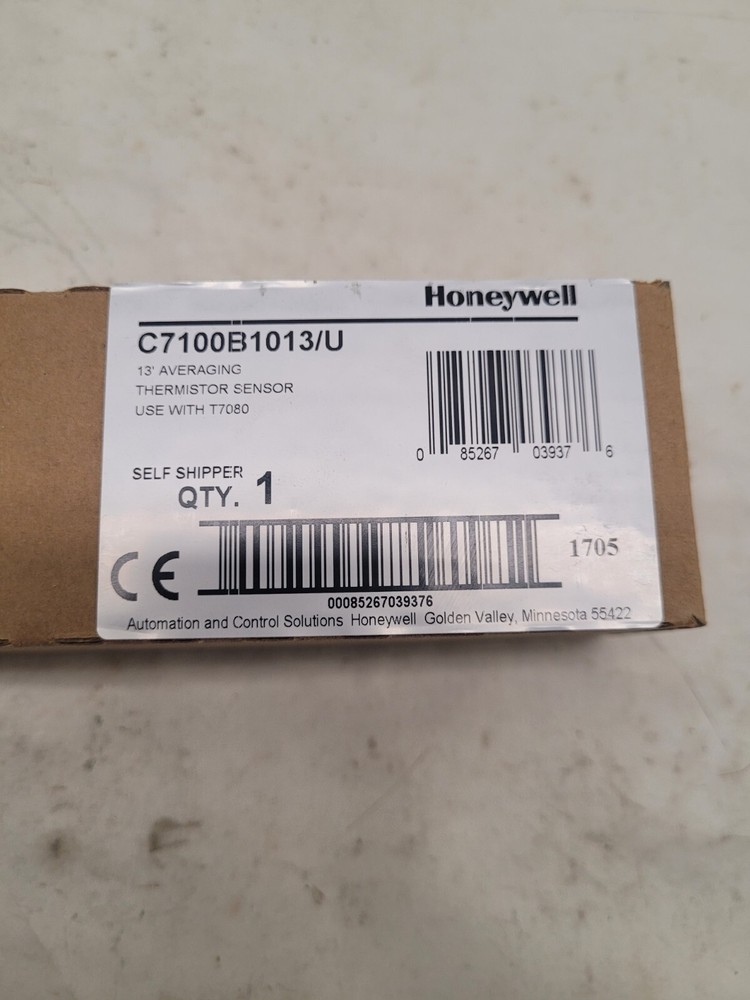 Honeywell
C7100B1013/U
13' AVERAGING
THERMISTOR SENSOR
USE WITH T7080
0 85267 03937 6
SELF SHIPPER
QTY. 1
CE
1705
00085267039376
Automation and Control Solutions Honeywell Golden Valley, Minnesota 55422